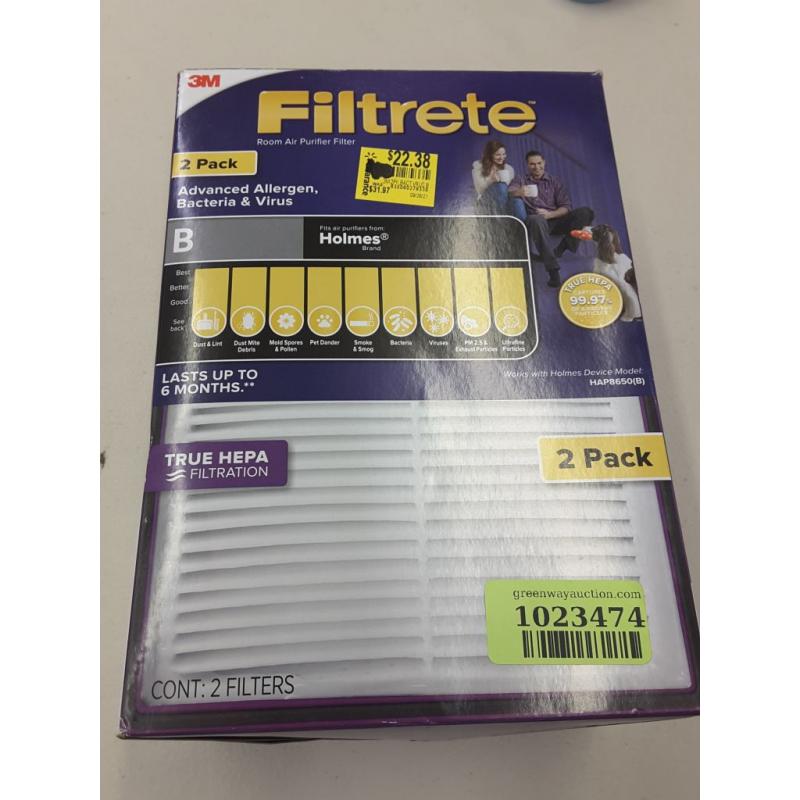 3M
Filtrete™
Room Air Purifier Filter
2 Pack
$22.38
$31.97
Advanced Allergen,
Bacteria & Virus
B
Fits air purifiers from:
Holmes®
Brand
Best
Better
Good
See
back
Dust & Lint
Dust Mite
Debris
Mold Spores
& Pollen
Pet Dander
Smoke
& Smog
Bacteria
Viruses
PM 2.5 &
Exhaust Particles
Ultrafine
Particles
TRUE HEPA
CAPTURES
99.97%
LASTS UP TO
6 MONTHS.**
Works with Holmes Device Model:
HAP8650(B)
TRUE HEPA
FILTRATION
2 Pack
greenwayauction.com
1023474
CONT: 2 FILTERS